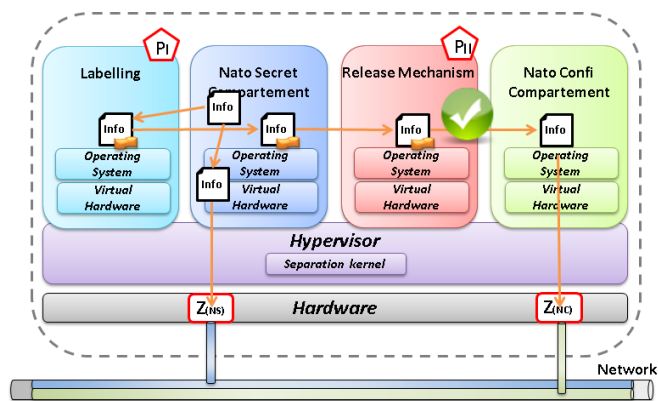 P I
P II
Labelling
Nato Secret
Compartement
Release Mechanism
Nato Confi
Compartement
Info
Info
Info
Info
Info
Info
Operating
System
Virtual
Hardware
Operating
System
Virtual
Hardware
Operating
System
Virtual
Hardware
Operating
System
Virtual
Hardware
Hypervisor
Separation kernel
Z(NS)
Hardware
Z(NC)
Network